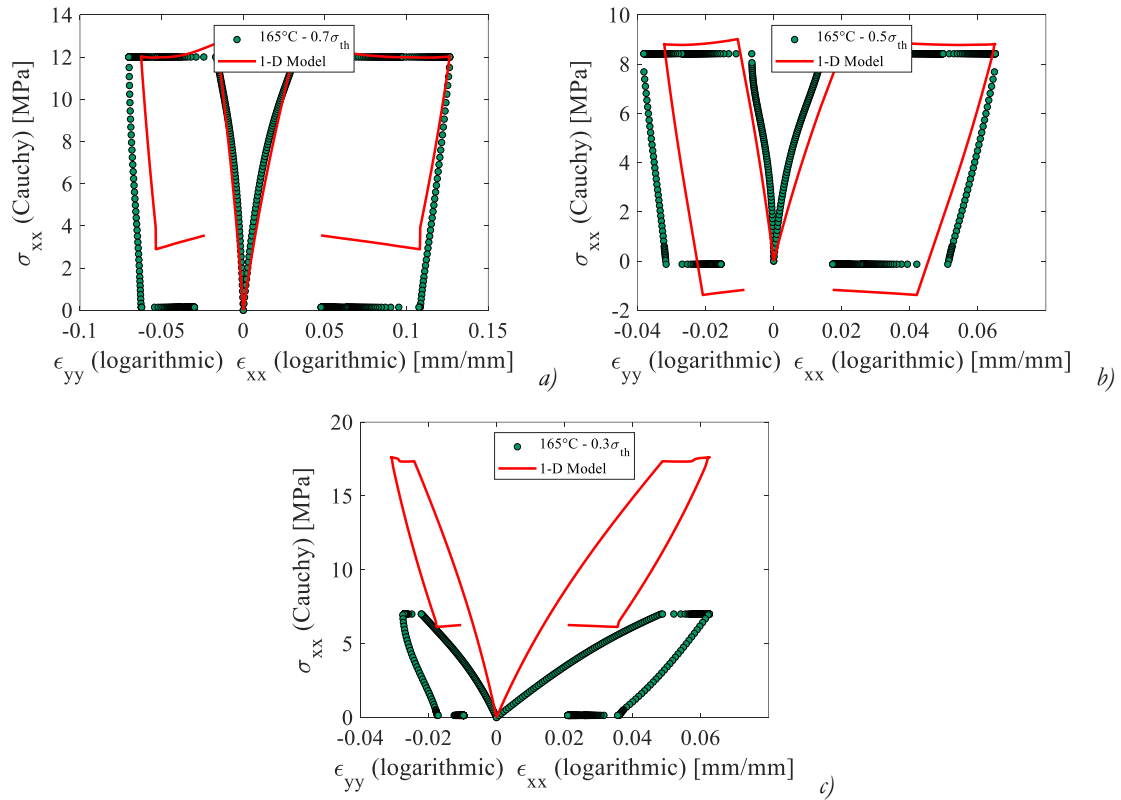 14
12
10
8
6
4
2
0
-0.1
-0.05
0
0.05
0.1
0.15
σxx (Cauchy) [MPa]
ϵyy (logarithmic) ϵxx (logarithmic) [mm/mm]
165°C - 0.7σth
1-D Model
a)
10
8
6
4
2
0
-2
-0.04
-0.02
0
0.02
0.04
0.06
σxx (Cauchy) [MPa]
ϵyy (logarithmic) ϵxx (logarithmic) [mm/mm]
165°C - 0.5σth
1-D Model
b)
20
15
10
5
0
-0.04
-0.02
0
0.02
0.04
0.06
σxx (Cauchy) [MPa]
ϵyy (logarithmic) ϵxx (logarithmic) [mm/mm]
165°C - 0.3σth
1-D Model
c)